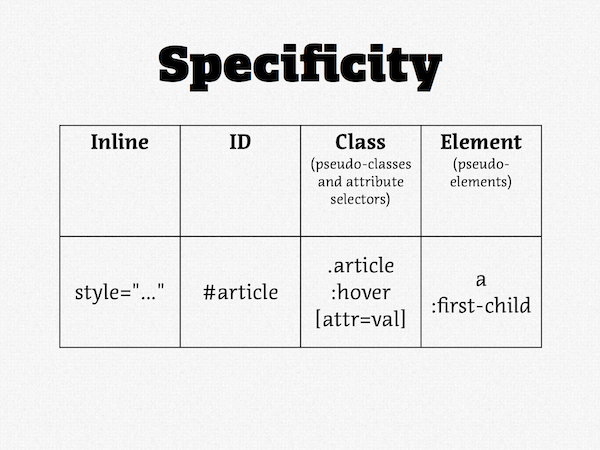 Specificity
Inline
ID
Class
(pseudo-classes
and attribute
selectors)
Element
(pseudo-
elements)
style="..."
#article
.article
:hover
[attr=val]
a
:first-child